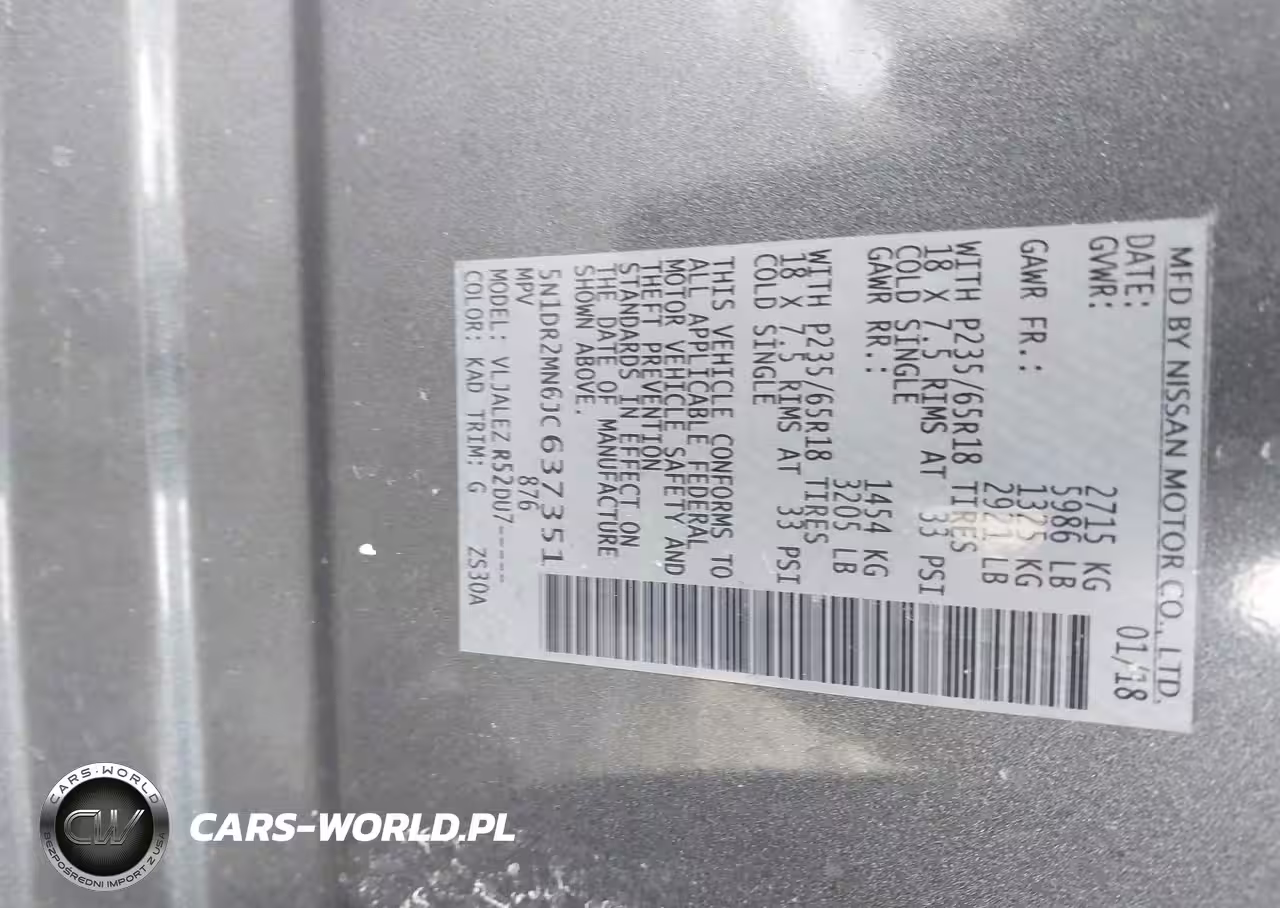 MFD BY NISSAN MOTOR CO., LTD.
DATE: 01/18
GVWR: 2715 KG
5986 LB
GAWR FR.: 1325 KG
2921 LB
WITH P235/65R18 TIRES
18 X 7.5 RIMS AT 33 PSI
COLD SINGLE
GAWR RR.: 1454 KG
3205 LB
WITH P235/65R18 TIRES
18 X 7.5 RIMS AT 33 PSI
COLD SINGLE
THIS VEHICLE CONFORMS TO
ALL APPLICABLE FEDERAL
MOTOR VEHICLE SAFETY AND
THEFT PREVENTION
STANDARDS IN EFFECT ON
THE DATE OF MANUFACTURE
SHOWN ABOVE.
5N1DR2MN6JC637351
MPV 876
MODEL: VLJALEZ R52DU7-----
COLOR: KAD TRIM: G ZS30A
CARS-WORLD
CW
BEZPOŚREDNI IMPORT Z USA
CARS-WORLD.PL